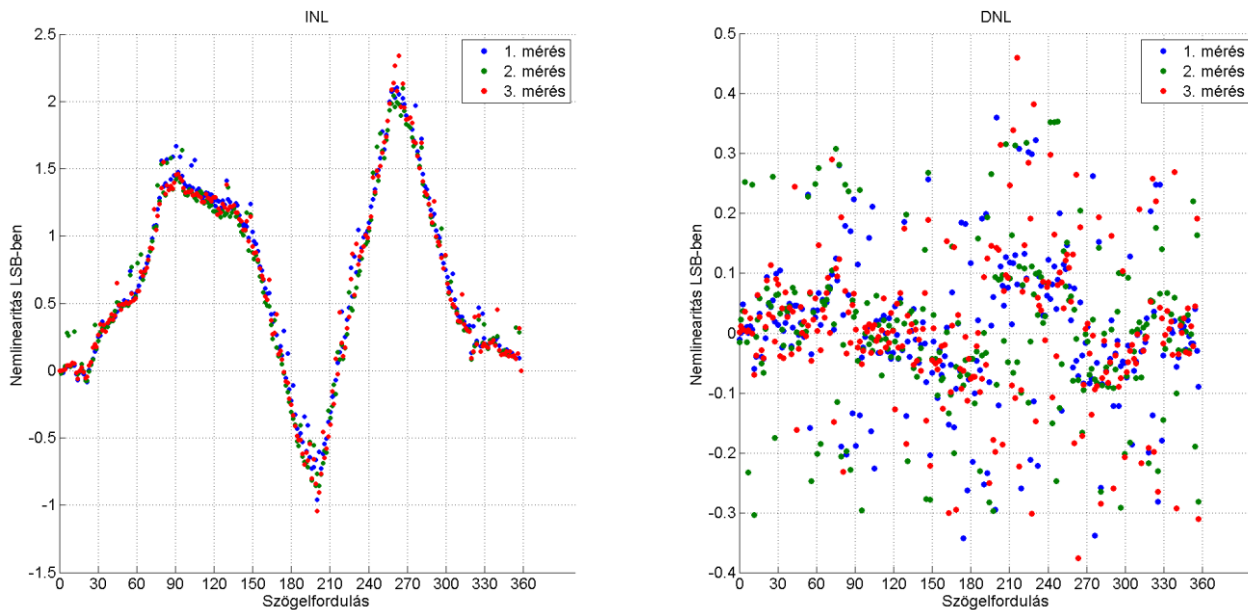 INL
2.5
2
1.5
1
0.5
0
-0.5
-1
-1.5
0 30 60 90 120 150 180 210 240 270 300 330 360
Nemlinearitás LSB-ben
Szögelfordulás
1. mérés
2. mérés
3. mérés
DNL
0.5
0.4
0.3
0.2
0.1
0
-0.1
-0.2
-0.3
-0.4
0 30 60 90 120 150 180 210 240 270 300 330 360
Nemlinearitás LSB-ben
Szögelfordulás
1. mérés
2. mérés
3. mérés